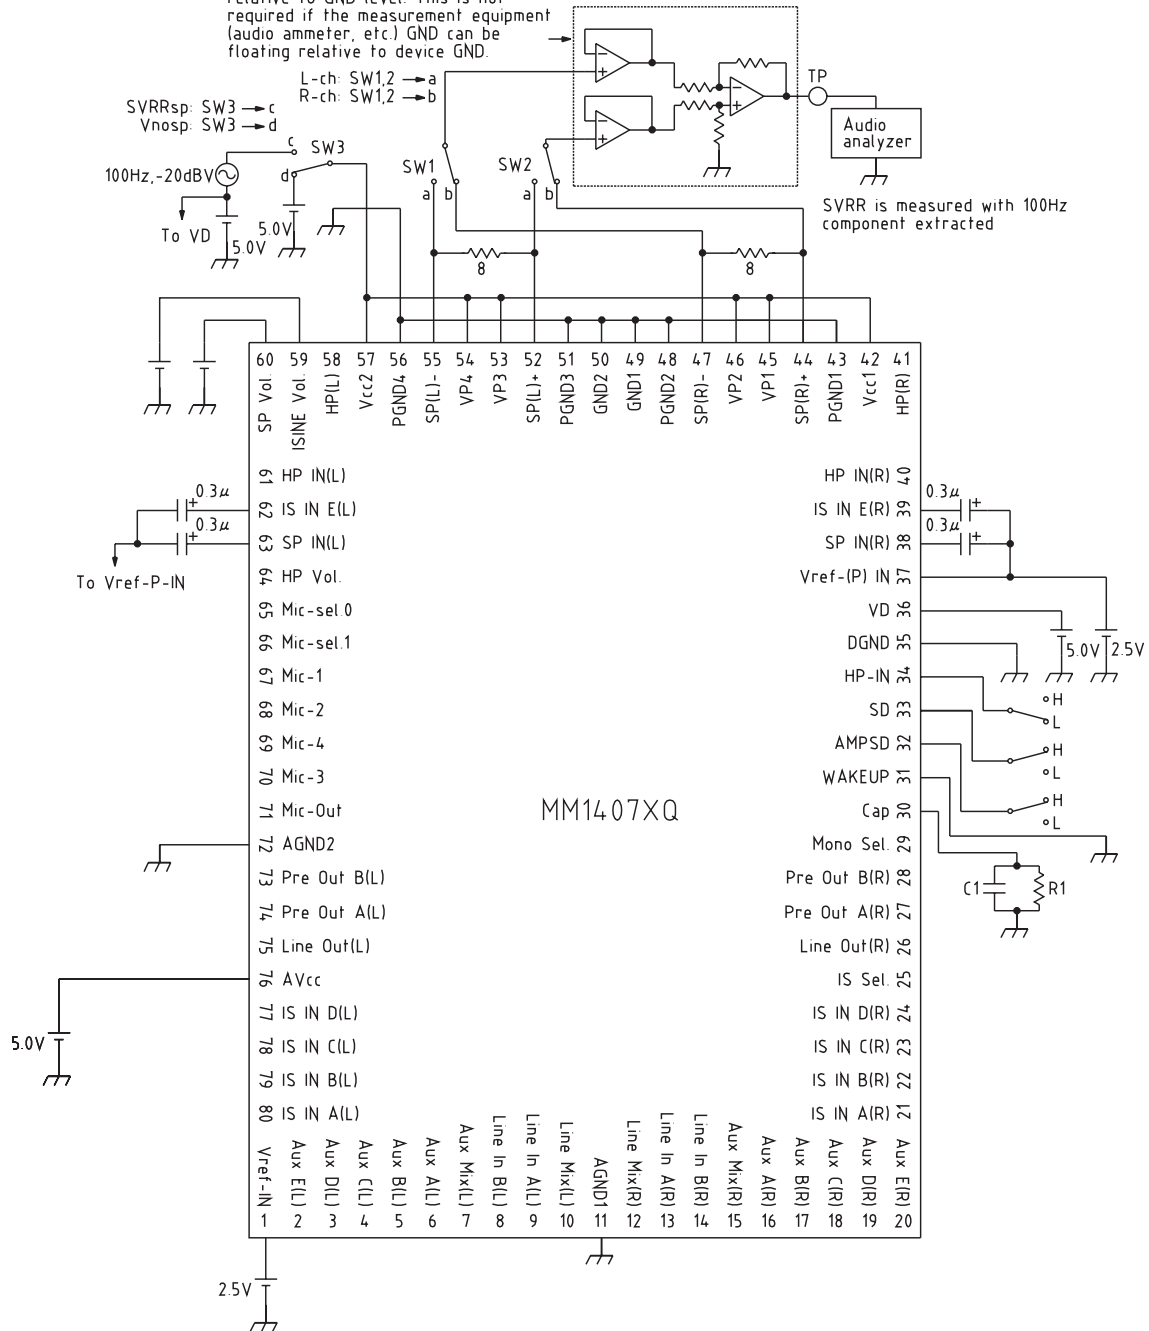 relative to GND level. This is not
required if the measurement equipment
(audio ammeter, etc.) GND can be
floating relative to device GND.
L-ch: SW1,2 → a
R-ch: SW1,2 → b
SVRRsp: SW3 → c
Vnosp: SW3 → d
c
SW3
d
100Hz,-20dBV
To VD
5.0V
5.0V
SW1
a
b
SW2
a
b
TP
Audio
analyzer
SVRR is measured with 100Hz
component extracted
8
8
60 59 58 57 56 55 54 53 52 51 50 49 48 47 46 45 44 43 42 41
SP Vol.
ISINE Vol.
HP(L)
Vcc2
PGND4
SP(L)-
VP4
VP3
SP(L)+
PGND3
GND2
GND1
PGND2
SP(R)-
VP2
VP1
SP(R)+
PGND1
Vcc1
HP(R)
61 HP IN(L)
62 IS IN E(L)
63 SP IN(L)
64 HP Vol.
65 Mic-sel.0
66 Mic-sel.1
67 Mic-1
68 Mic-2
69 Mic-4
70 Mic-3
71 Mic-Out
72 AGND2
73 Pre Out B(L)
74 Pre Out A(L)
75 Line Out(L)
76 AVcc
77 IS IN D(L)
78 IS IN C(L)
79 IS IN B(L)
80 IS IN A(L)
0.3μ
+
0.3μ
+
To Vref-P-IN
5.0V
MM1407XQ
HP IN(R) 40
IS IN E(R) 39
SP IN(R) 38
Vref-(P) IN 37
VD 36
DGND 35
HP-IN 34
SD 33
AMPSD 32
WAKEUP 31
Cap 30
Mono Sel. 29
Pre Out B(R) 28
Pre Out A(R) 27
Line Out(R) 26
IS Sel. 25
IS IN D(R) 24
IS IN C(R) 23
IS IN B(R) 22
IS IN A(R) 21
0.3μ
+
0.3μ
+
5.0V
2.5V
H
L
H
L
H
L
C1
R1
Vref-IN
Aux E(L)
Aux D(L)
Aux C(L)
Aux B(L)
Aux A(L)
Aux Mix(L)
Line In B(L)
Line In A(L)
Line Mix(L)
AGND1
Line Mix(R)
Line In A(R)
Line In B(R)
Aux Mix(R)
Aux A(R)
Aux B(R)
Aux C(R)
Aux D(R)
Aux E(R)
1 2 3 4 5 6 7 8 9 10 11 12 13 14 15 16 17 18 19 20
2.5V